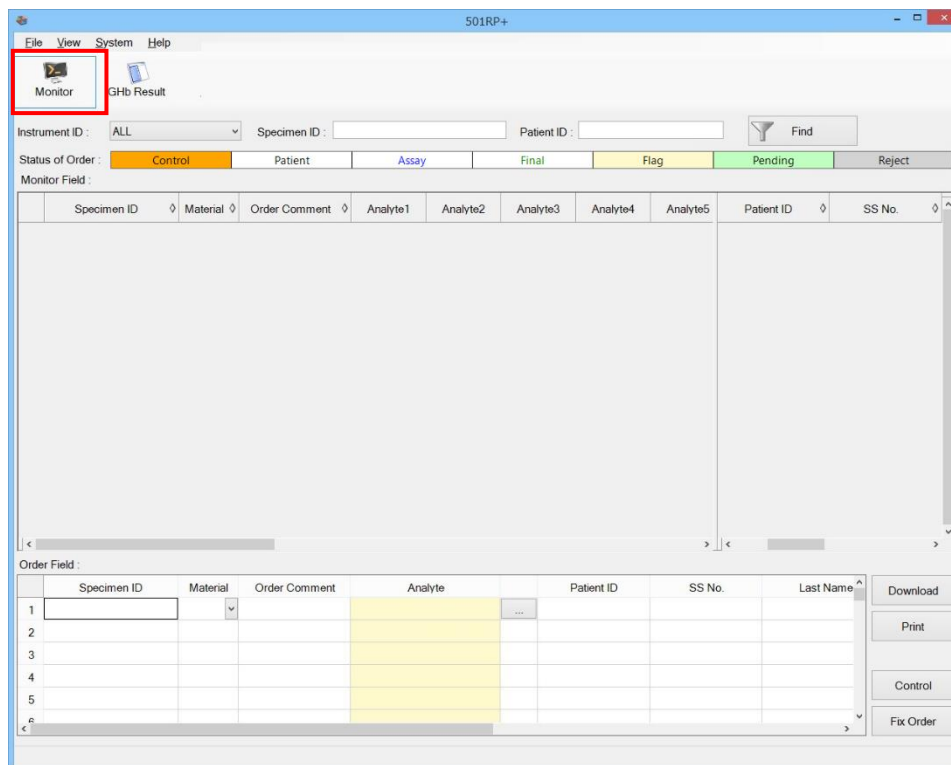 501RP+
File View System Help
Monitor GHb Result
Instrument ID : ALL Specimen ID : Patient ID : Find
Status of Order : Control Patient Assay Final Flag Pending Reject
Monitor Field :
Specimen ID Material Order Comment Analyte1 Analyte2 Analyte3 Analyte4 Analyte5 Patient ID SS No.
Order Field :
Specimen ID Material Order Comment Analyte Patient ID SS No. Last Name
1 ...
2
3
4
5
6
Download
Print
Control
Fix Order